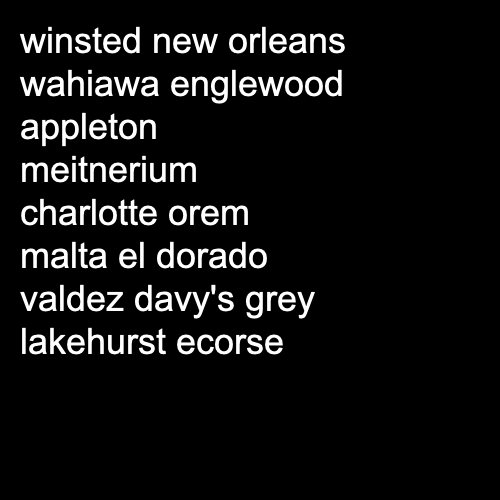 winsted new orleans
wahiawa englewood
appleton
meitnerium
charlotte orem
malta el dorado
valdez davy's grey
lakehurst ecorse